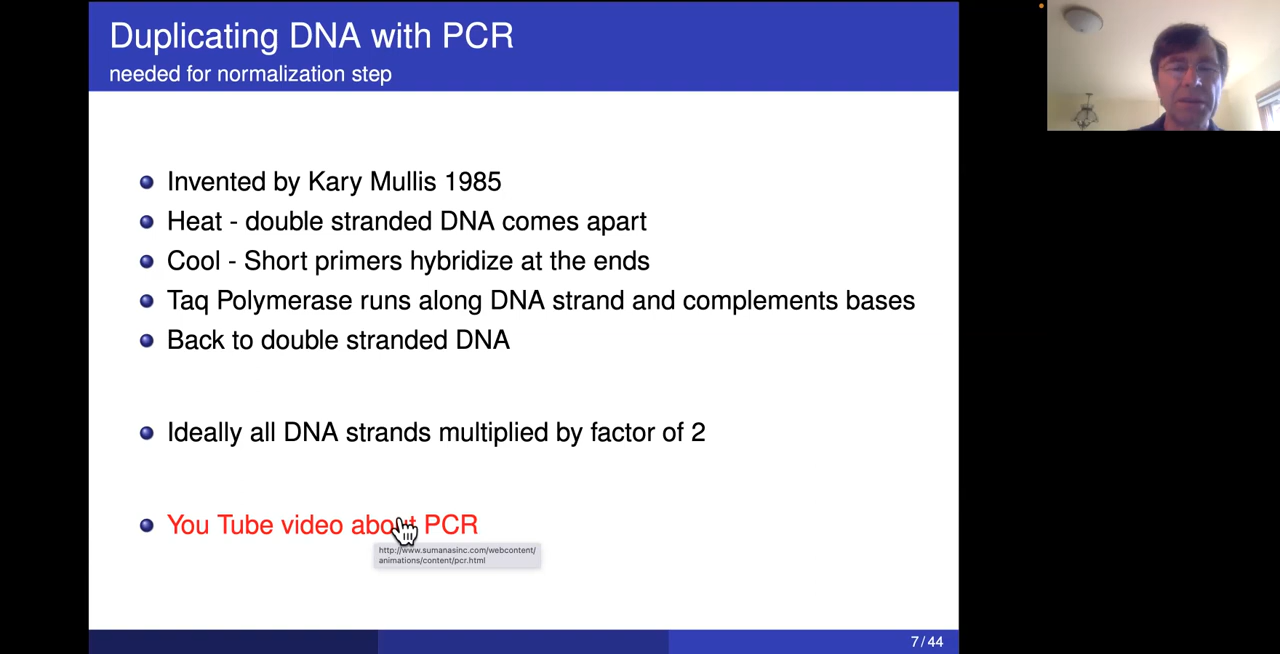 Duplicating DNA with PCR
needed for normalization step
Invented by Kary Mullis 1985
Heat - double stranded DNA comes apart
Cool - Short primers hybridize at the ends
Taq Polymerase runs along DNA strand and complements bases
Back to double stranded DNA
Ideally all DNA strands multiplied by factor of 2
You Tube video about PCR
http://www.sumanasinc.com/webcontent/
animations/content/pcr.html
7 / 44